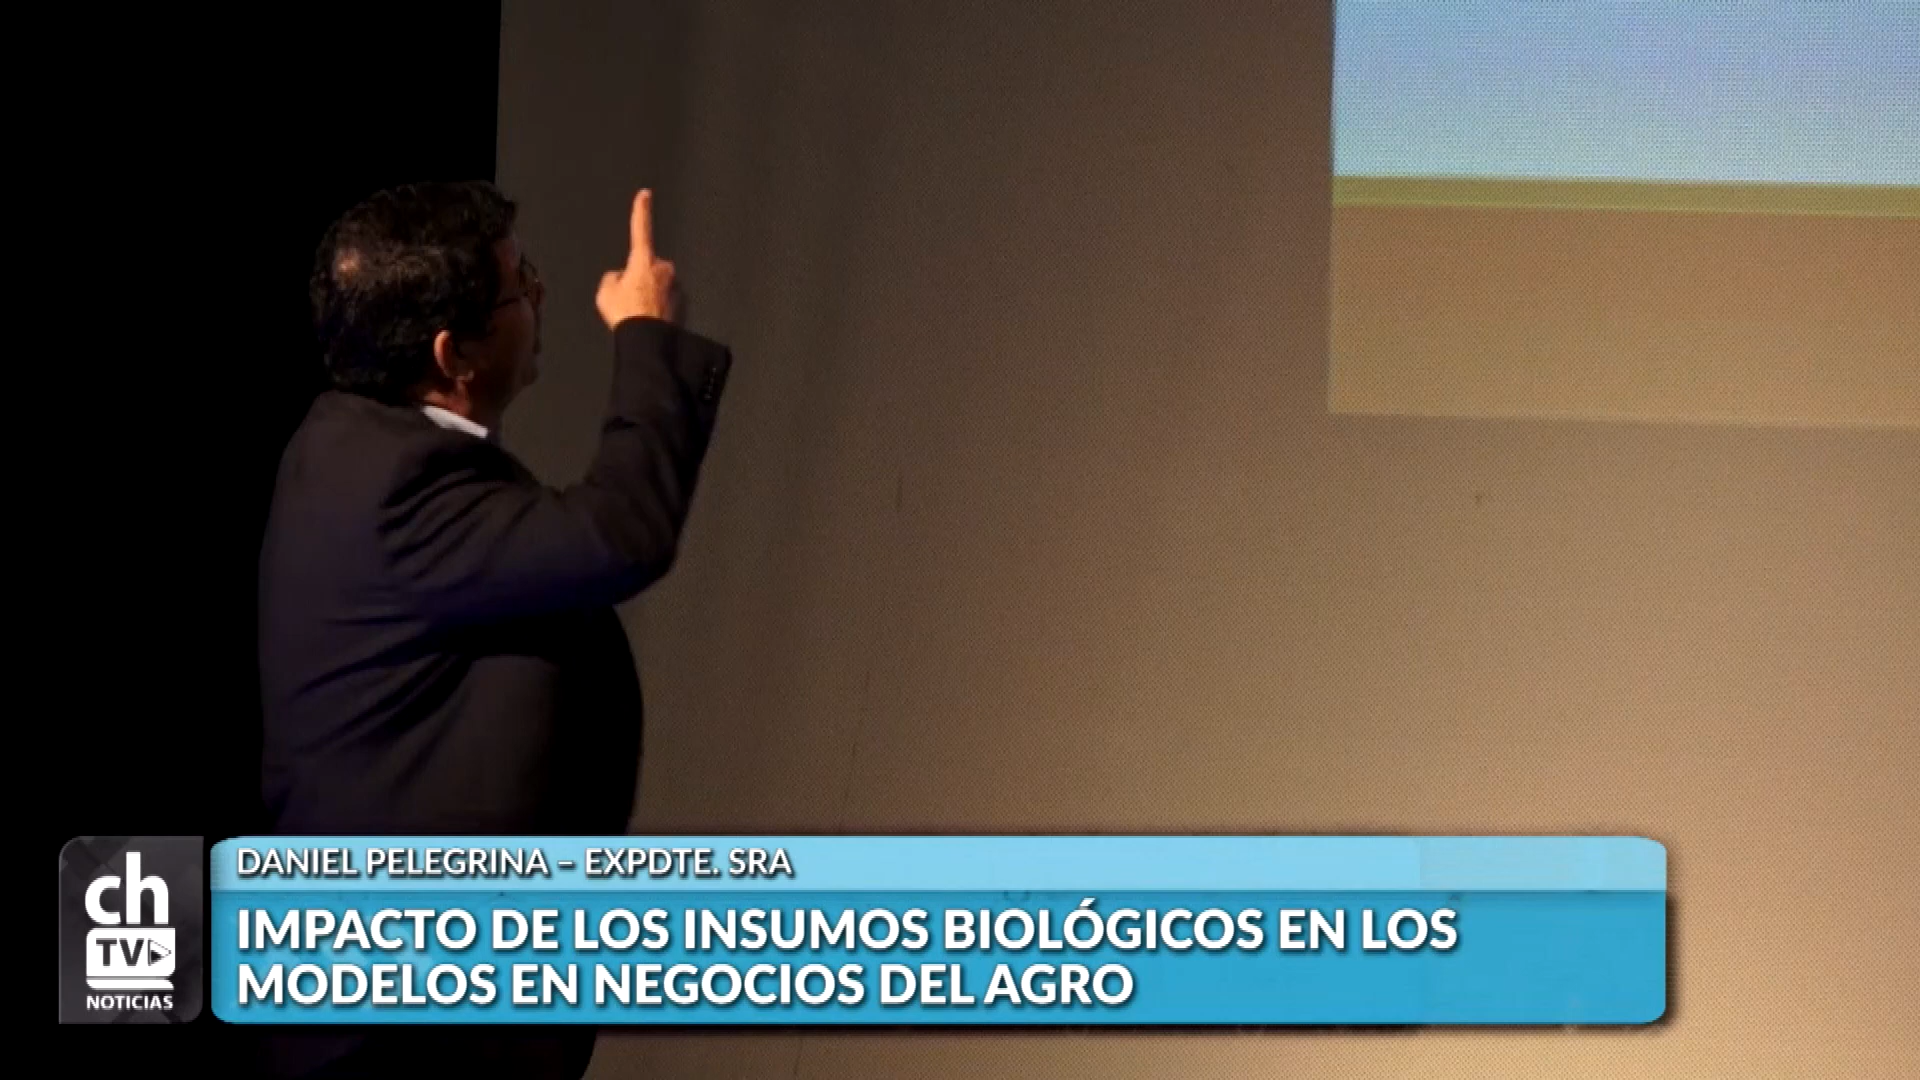 DANIEL PELEGRINA – EXPDTE. SRA
IMPACTO DE LOS INSUMOS BIOLÓGICOS EN LOS
MODELOS EN NEGOCIOS DEL AGRO
ch
TV
NOTICIAS